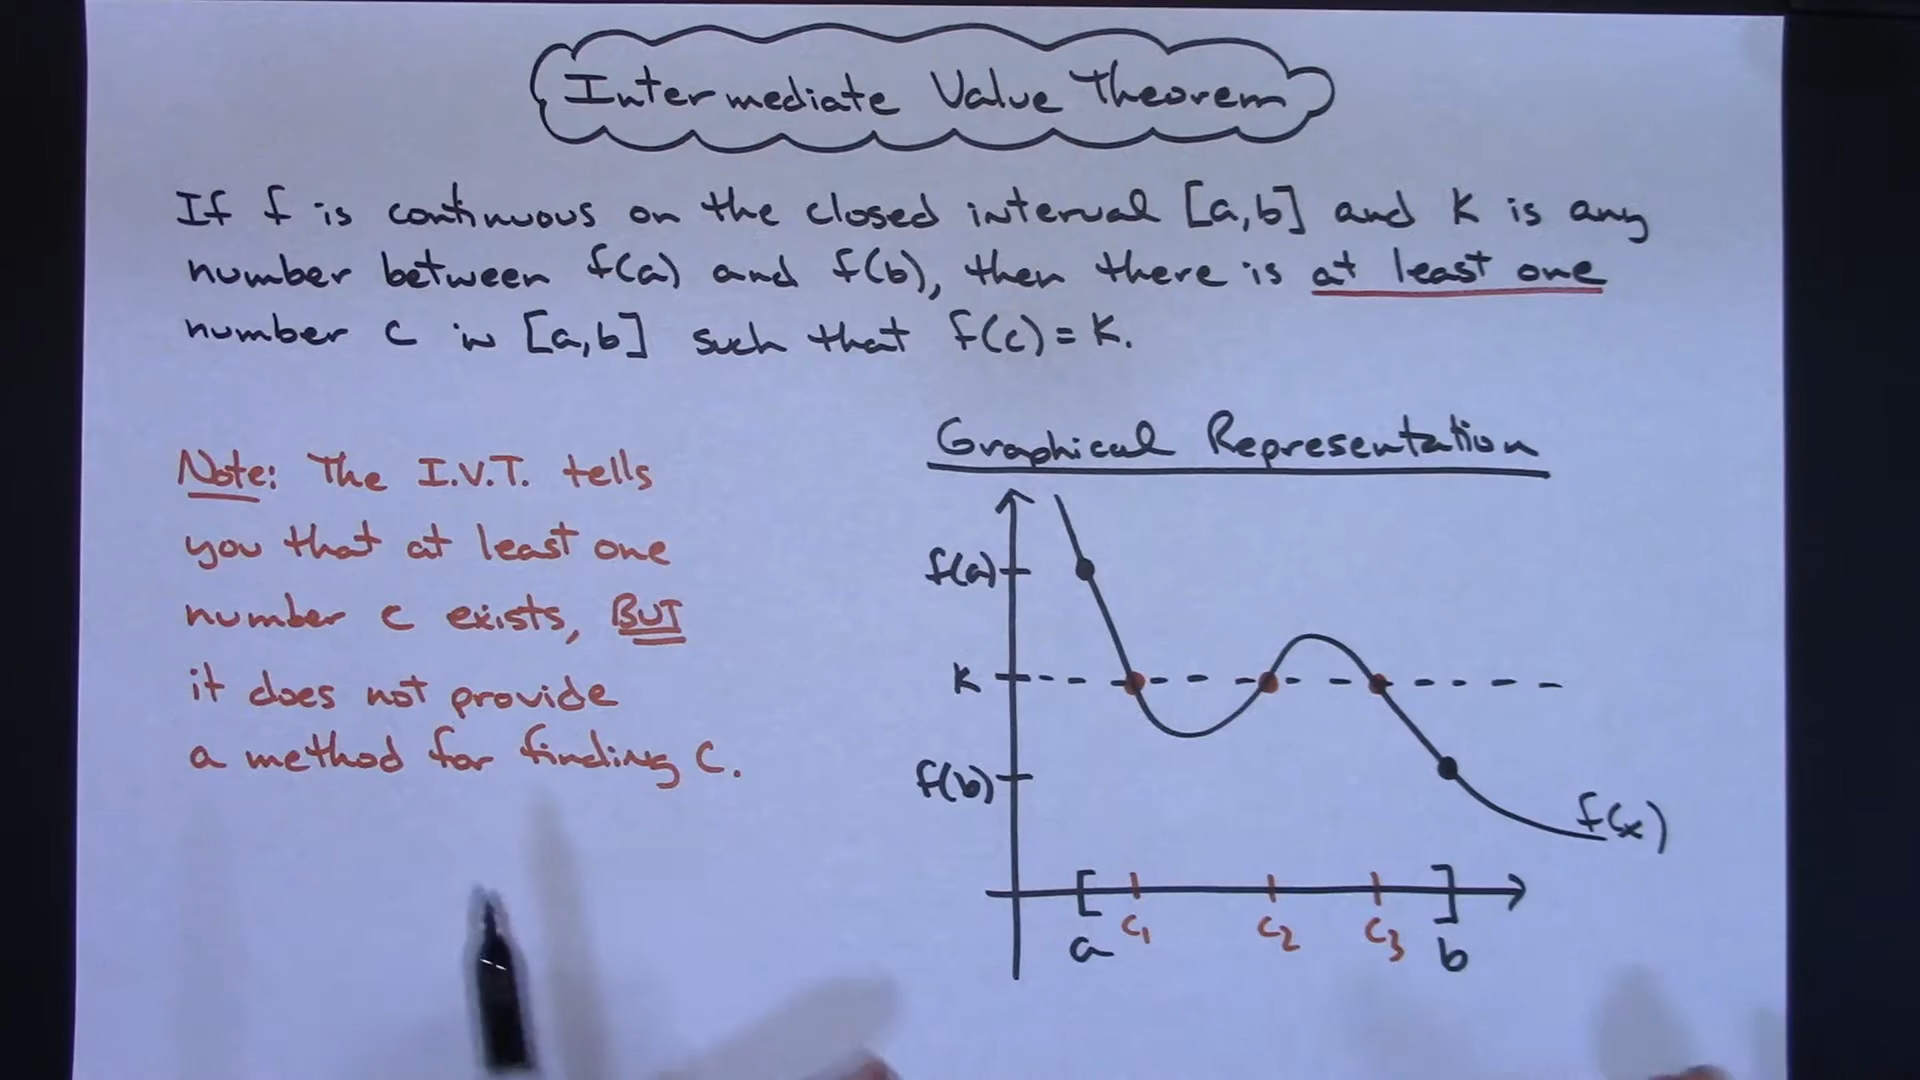 Intermediate Value Theorem
If f is continuous on the closed interval [a,b] and K is any
number between f(a) and f(b), then there is at least one
number c in [a,b] such that f(c) = K.
Note: The I.V.T. tells
you that at least one
number c exists, BUT
it does not provide
a method for finding c.
Graphical Representation
f(a)
K
f(b)
f(x)
a c₁ c₂ c₃ b